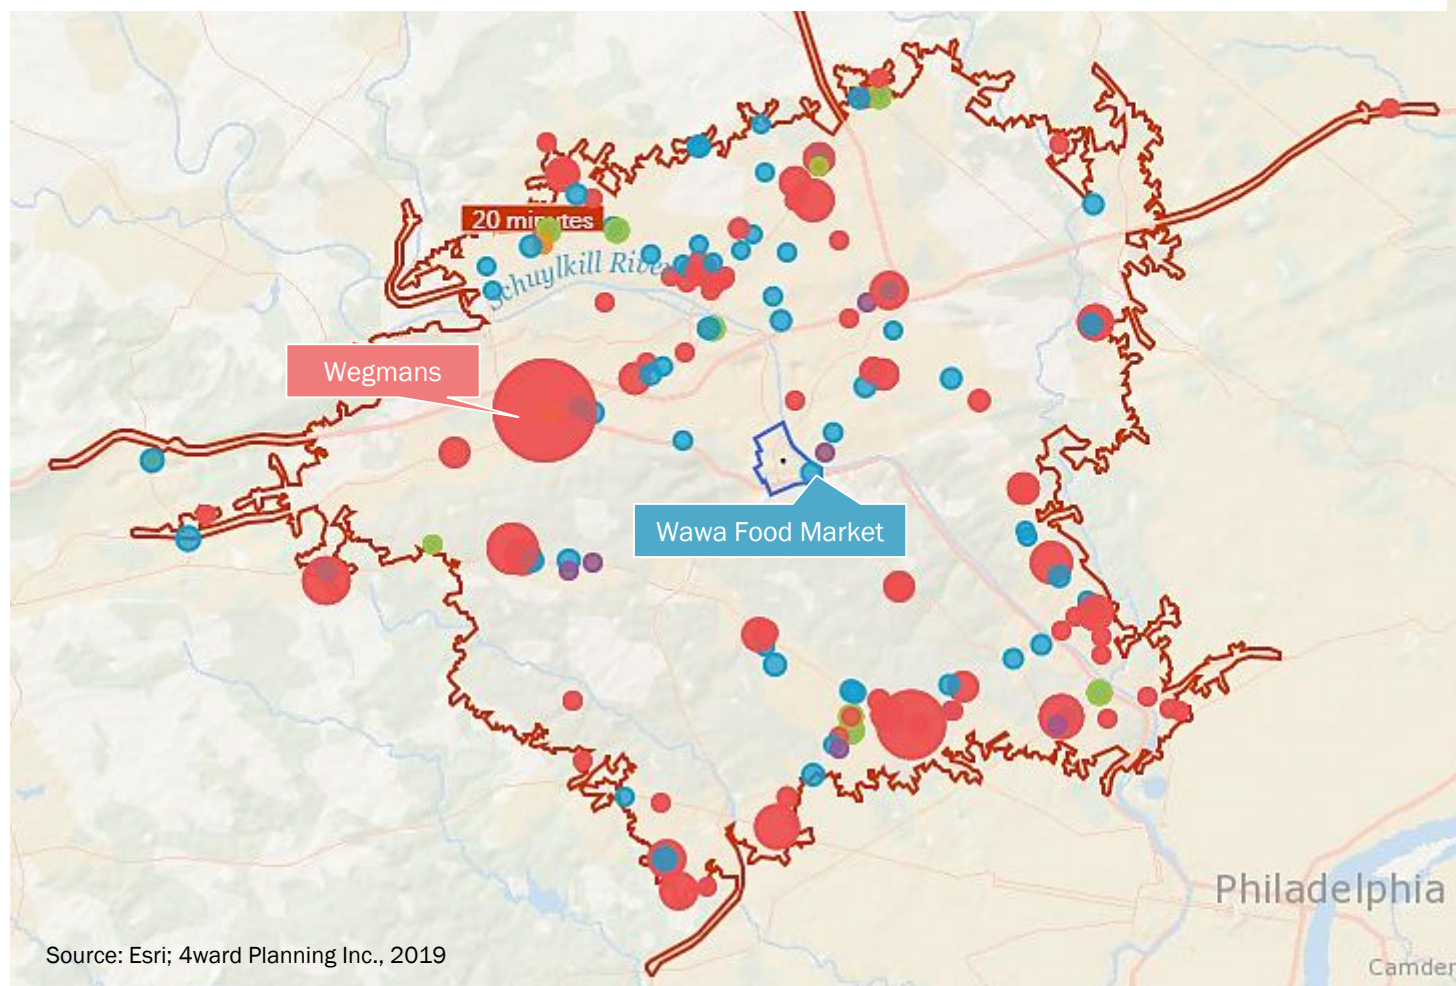 20 minutes
Schuylkill River
Wegmans
Wawa Food Market
Philadelphia
Source: Esri; 4ward Planning Inc., 2019
Camden